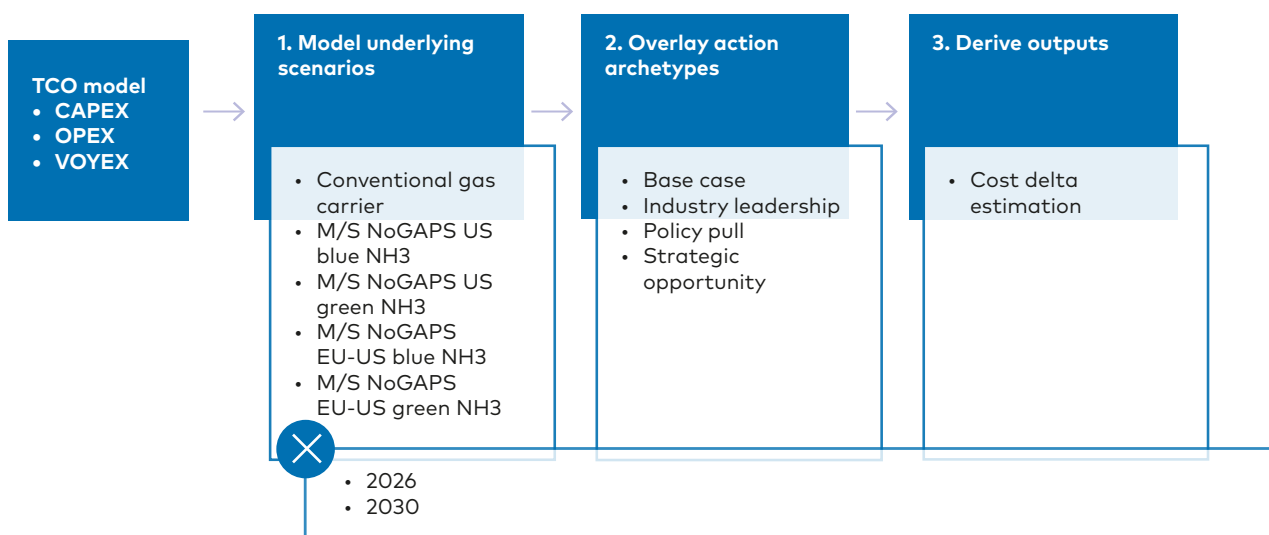 TCO model
• CAPEX
• OPEX
• VOYEX
1. Model underlying
scenarios
• Conventional gas
carrier
• M/S NoGAPS US
blue NH3
• M/S NoGAPS US
green NH3
• M/S NoGAPS
EU-US blue NH3
• M/S NoGAPS
EU-US green NH3
• 2026
• 2030
2. Overlay action
archetypes
• Base case
• Industry leadership
• Policy pull
• Strategic
opportunity
3. Derive outputs
• Cost delta
estimation